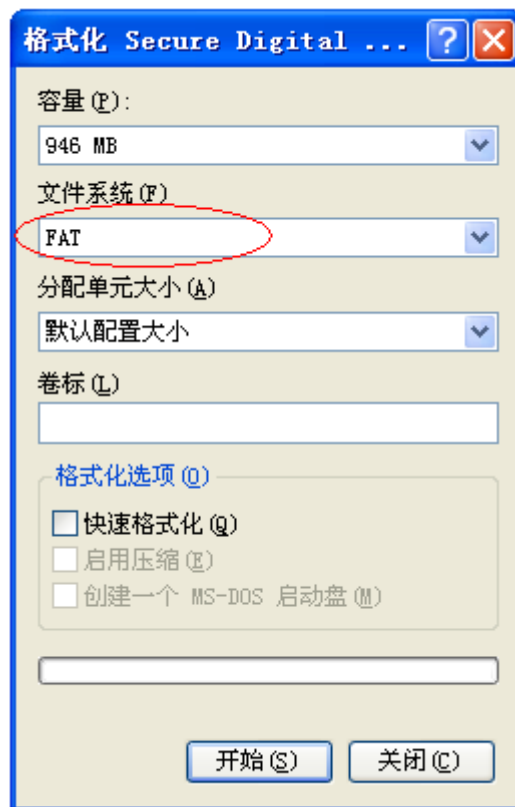 格式化 Secure Digital ...
容量(P):
946 MB
文件系统(F)
FAT
分配单元大小(A)
默认配置大小
卷标(L)
格式化选项(O)
快速格式化(Q)
启用压缩(E)
创建一个 MS-DOS 启动盘(M)
开始(S) 关闭(C)